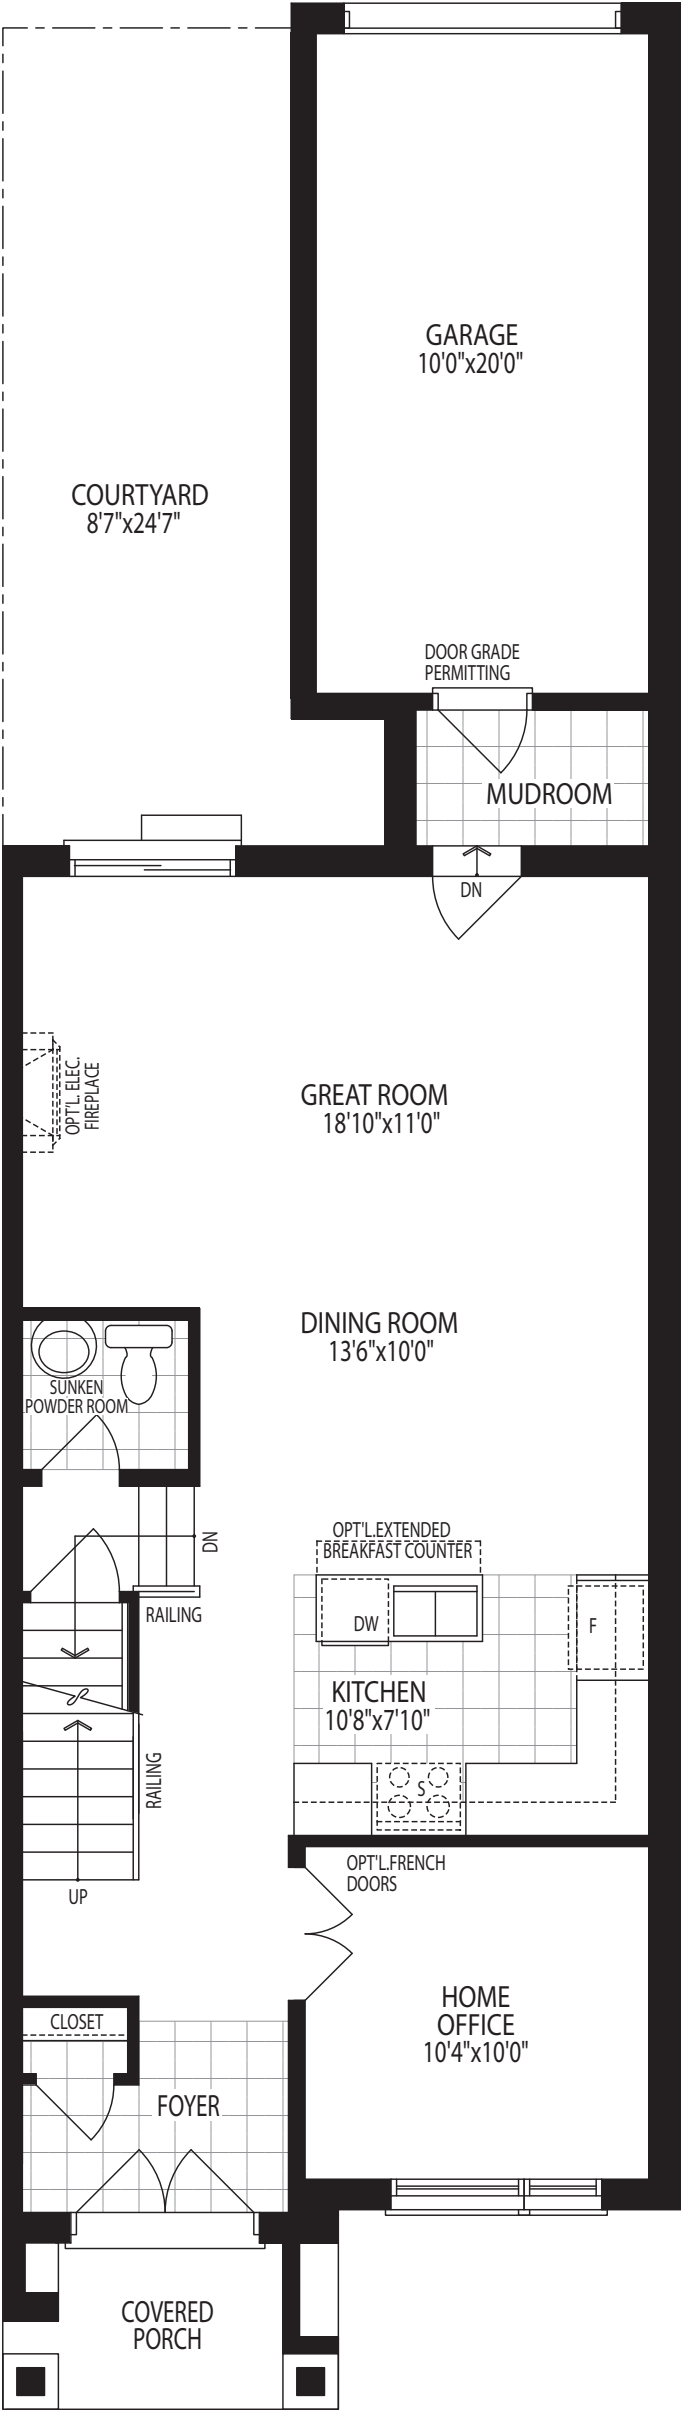 GARAGE
10'0"x20'0"
COURTYARD
8'7"x24'7"
DOOR GRADE
PERMITTING
MUDROOM
DN
OPT'L. ELEC.
FIREPLACE
GREAT ROOM
18'10"x11'0"
DINING ROOM
13'6"x10'0"
SUNKEN
POWDER ROOM
DN
OPT'L.EXTENDED
BREAKFAST COUNTER
RAILING
DW
F
KITCHEN
10'8"x7'10"
RAILING
S
OPT'L.FRENCH
DOORS
UP
HOME
OFFICE
10'4"x10'0"
CLOSET
FOYER
COVERED
PORCH